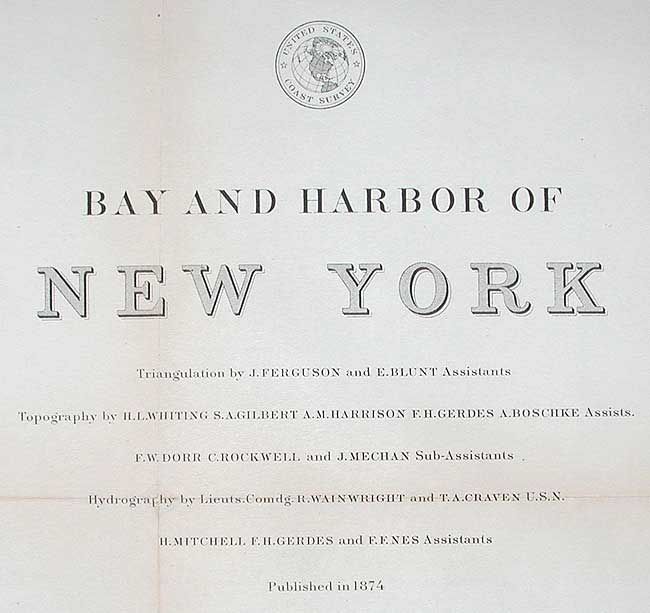 UNITED STATES
COAST SURVEY
BAY AND HARBOR OF
NEW YORK
Triangulation by J. FERGUSON and E. BLUNT Assistants
Topography by H. L. WHITING S. A. GILBERT A. M. HARRISON F. H. GERDES A. BOSCHKE Assists.
F. W. DORR C. ROCKWELL and J. MECHAN Sub-Assistants
Hydrography by Lieuts. Comdg. R. WAINWRIGHT and T. A. CRAVEN U. S. N.
H. MITCHELL F. H. GERDES and F. F. NES Assistants
Published in 1874